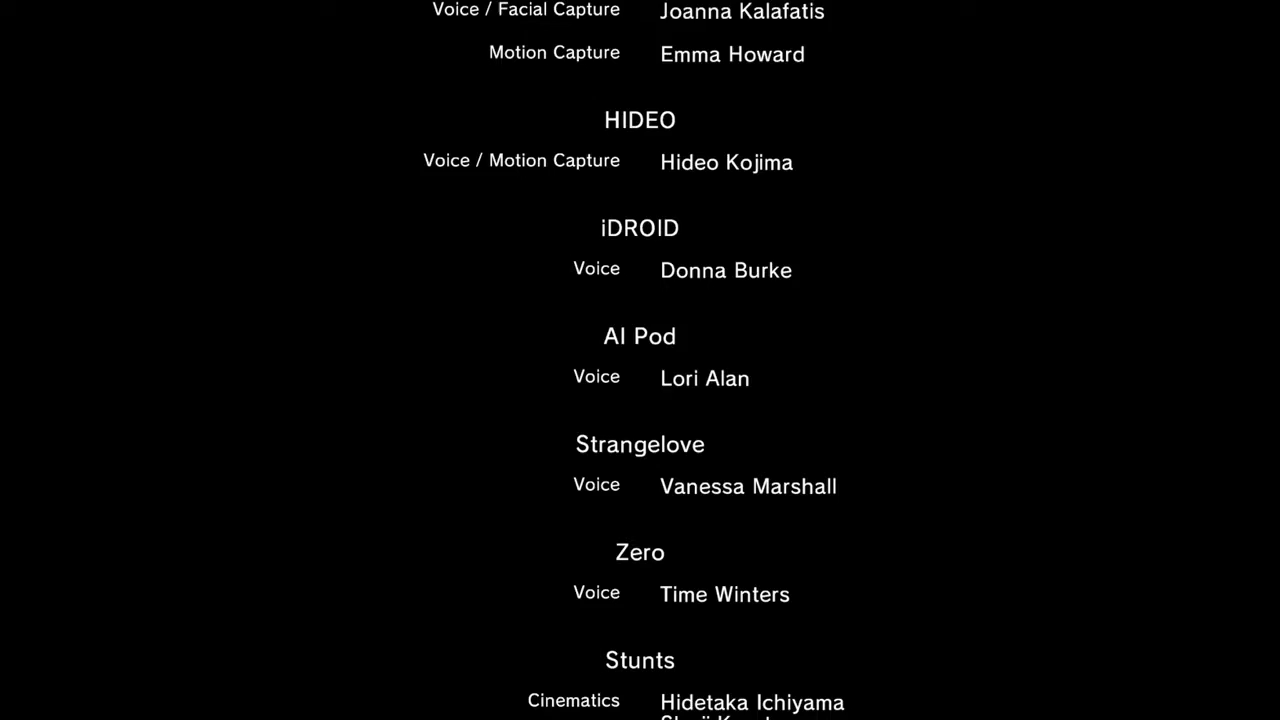 Voice / Facial Capture Joanna Kalafatis
Motion Capture Emma Howard
HIDEO
Voice / Motion Capture Hideo Kojima
iDROID
Voice Donna Burke
AI Pod
Voice Lori Alan
Strangelove
Voice Vanessa Marshall
Zero
Voice Time Winters
Stunts
Cinematics Hidetaka Ichiyama